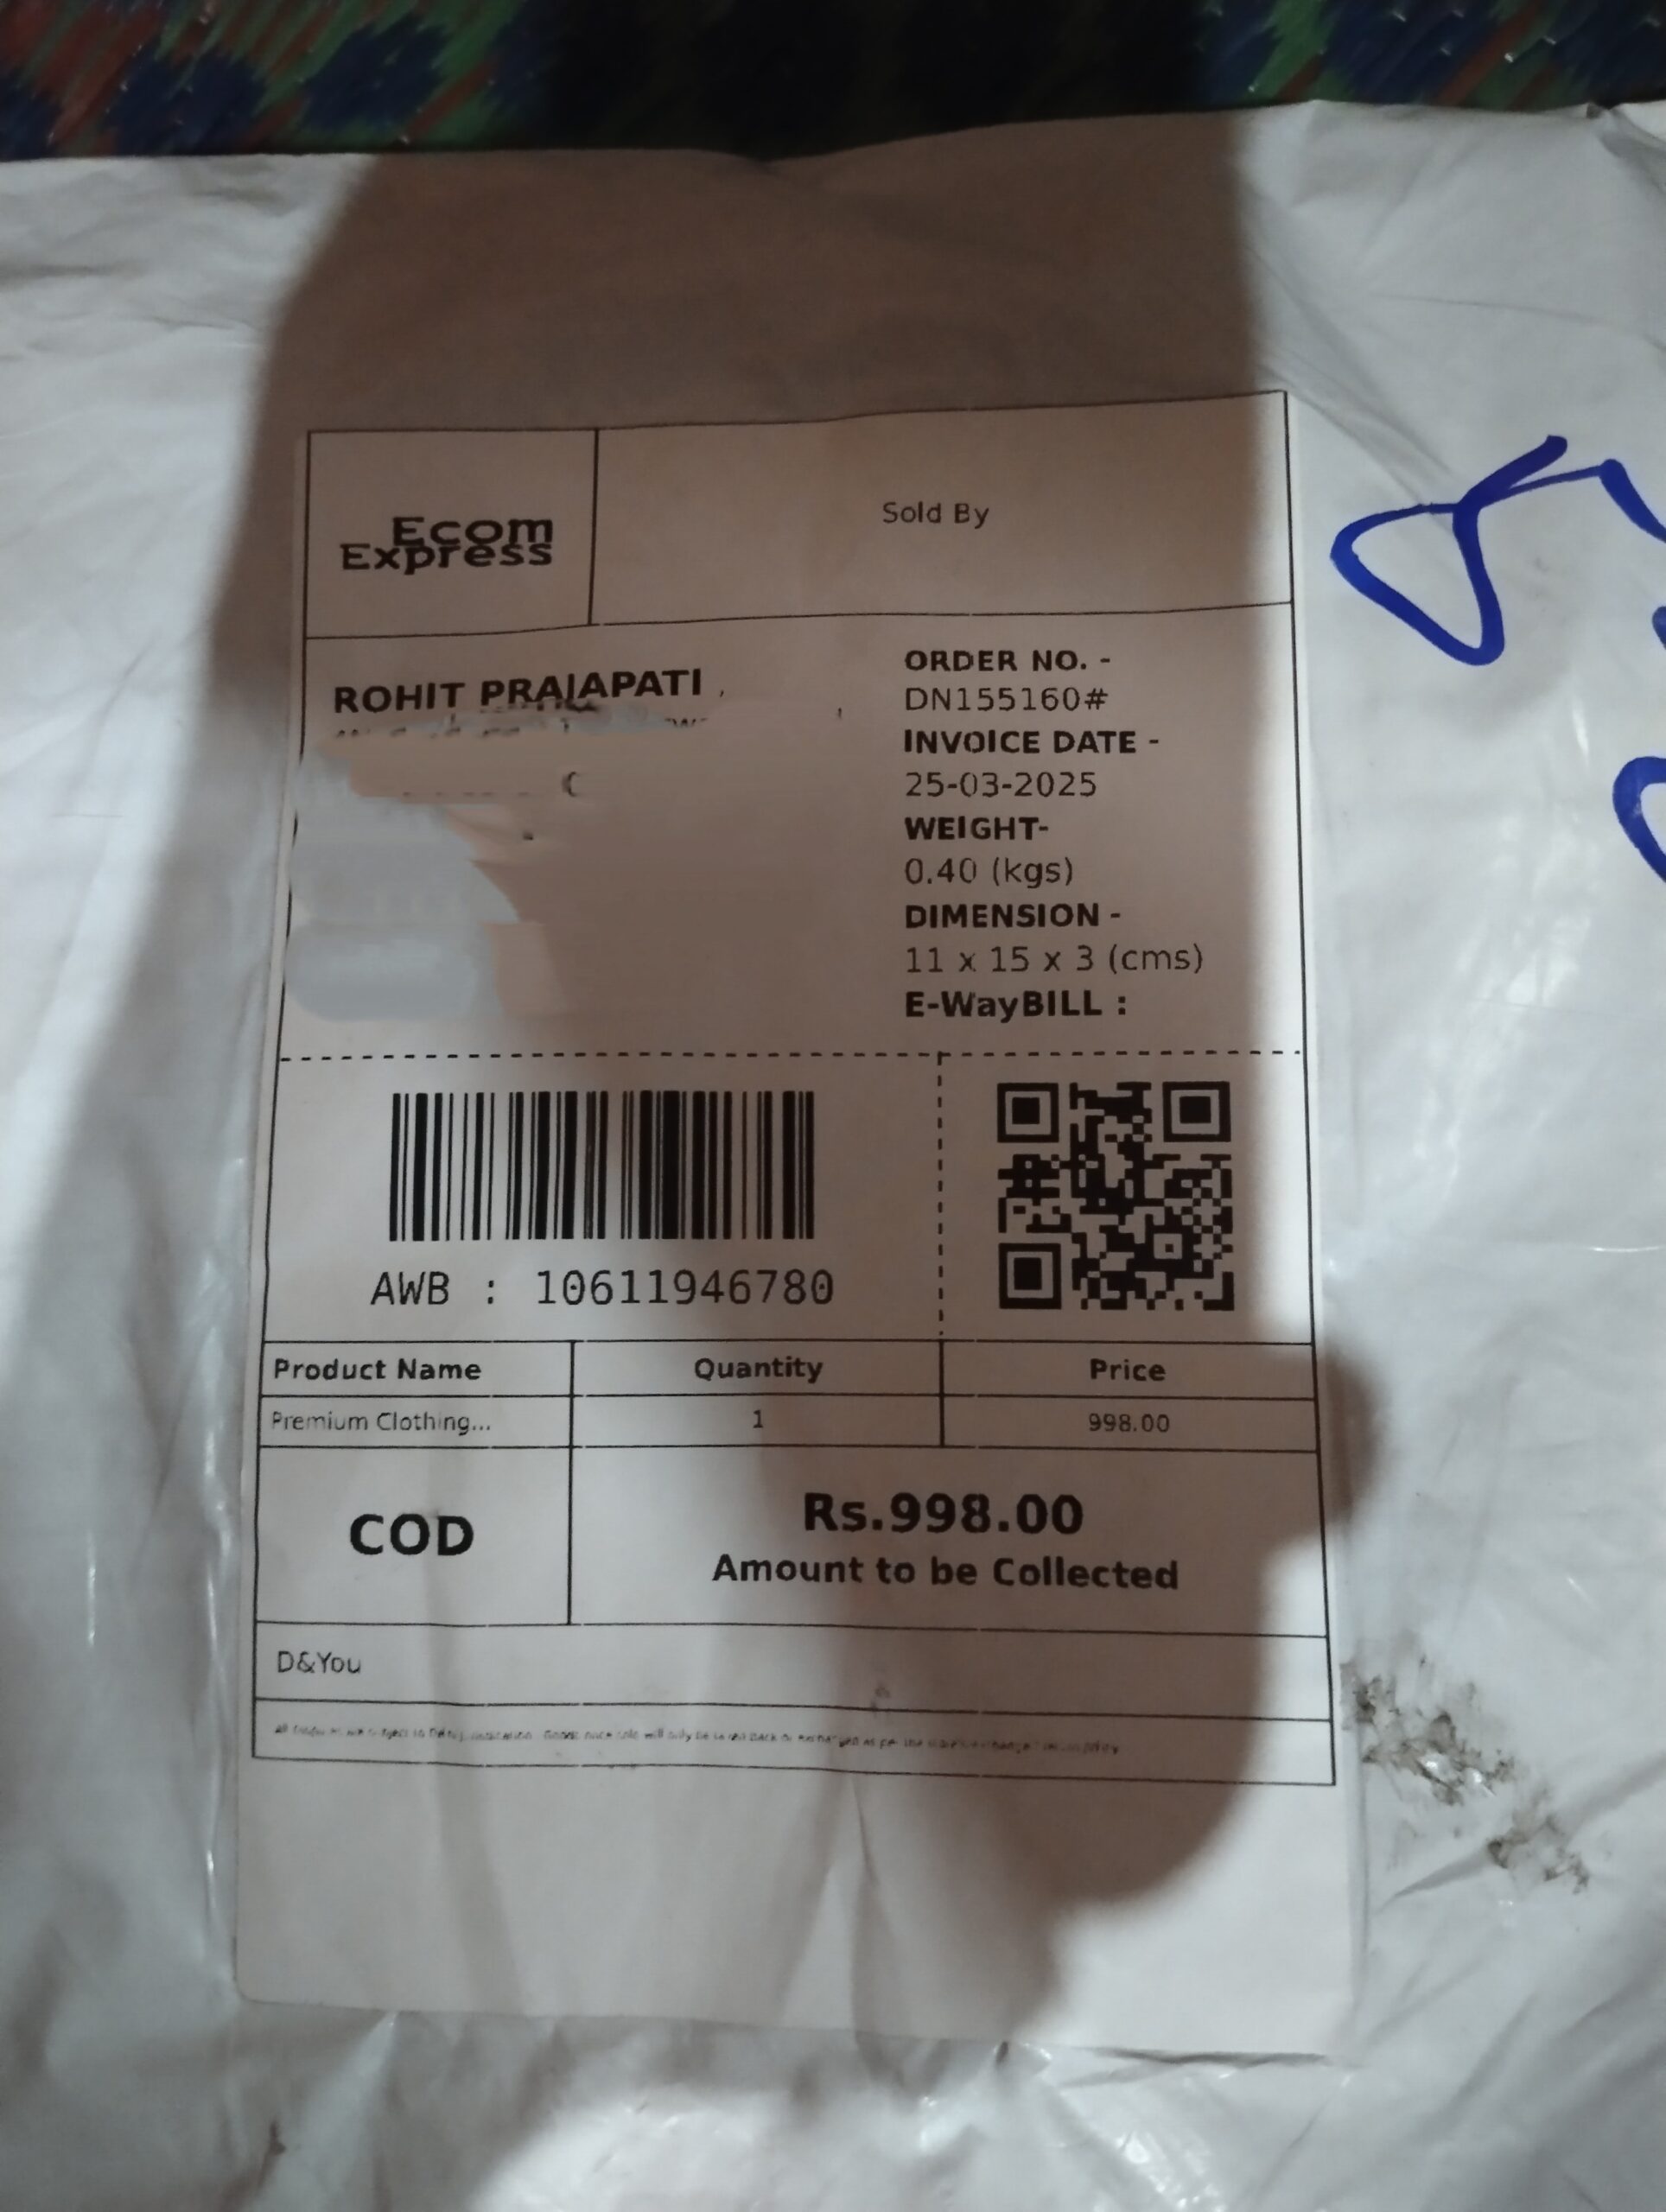 Ecom
Express
Sold By
ROHIT PRAJAPATI ,
ORDER NO. -
DN155160#
INVOICE DATE -
25-03-2025
WEIGHT-
0.40 (kgs)
DIMENSION -
11 x 15 x 3 (cms)
E-WayBILL :
AWB : 10611946780
Product Name Quantity Price
Premium Clothing... 1 998.00
COD
Rs.998.00
Amount to be Collected
D&You